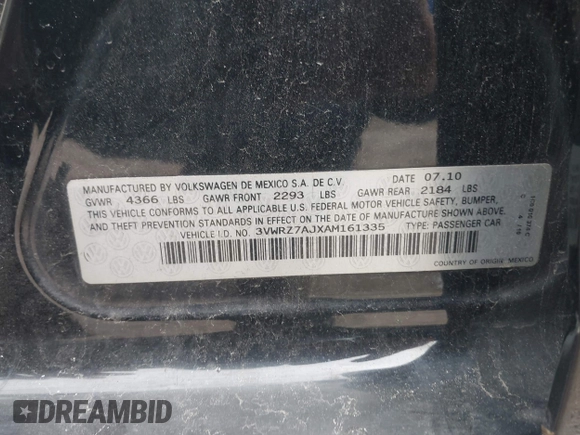 MANUFACTURED BY VOLKSWAGEN DE MEXICO S.A. DE C.V. DATE 07.10
GVWR 4366 LBS GAWR FRONT 2293 LBS GAWR REAR 2184 LBS
THIS VEHICLE CONFORMS TO ALL APPLICABLE U.S. FEDERAL MOTOR VEHICLE SAFETY, BUMPER,
AND THEFT PREVENTION STANDARDS IN EFFECT ON THE DATE OF MANUFACTURE SHOWN ABOVE.
VEHICLE I.D. NO. 3VWRZ7AJXAM161335 TYPE: PASSENGER CAR
COUNTRY OF ORIGIN: MEXICO
DREAMBID